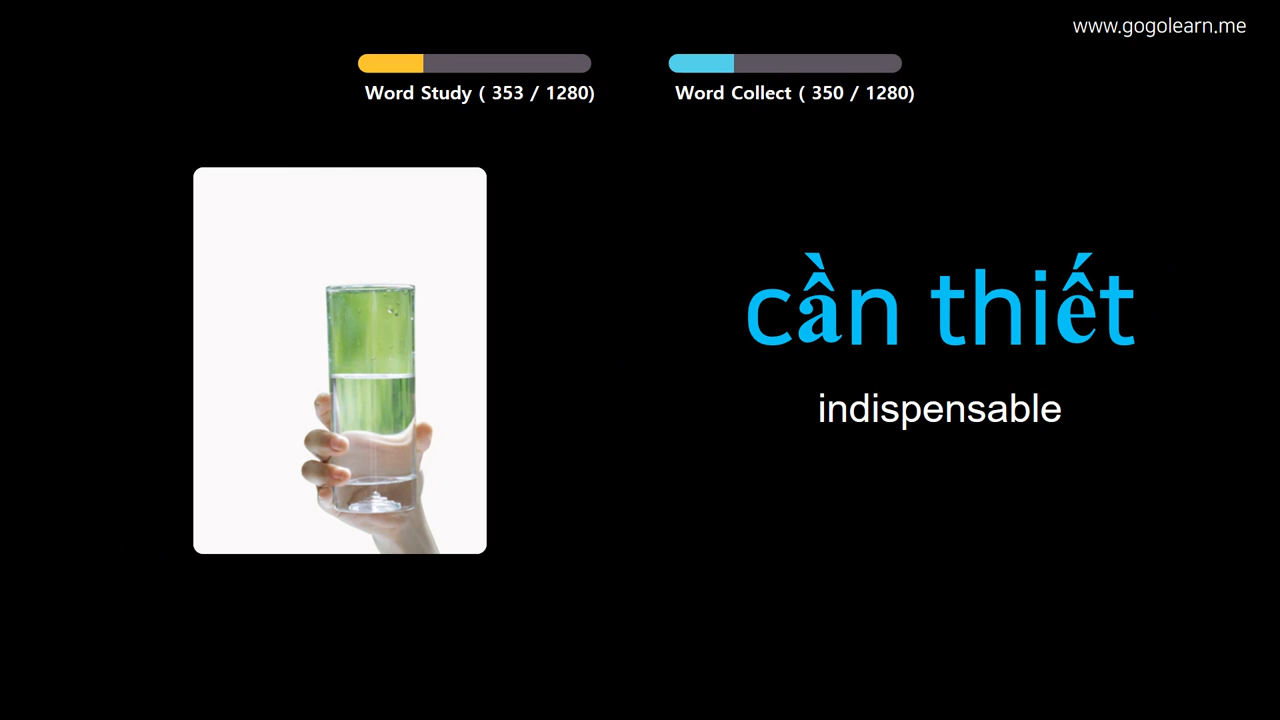 www.gogolearn.me
Word Study ( 353 / 1280)
Word Collect ( 350 / 1280)
cần thiết
indispensable